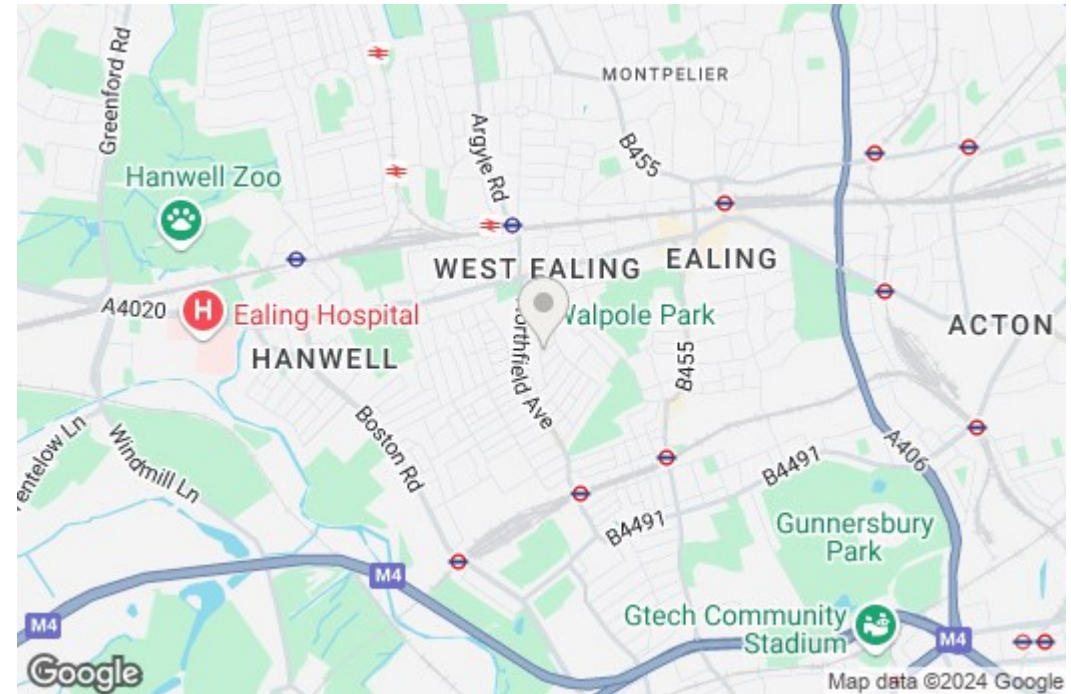 Greenford Rd
MONTPELIER
Argyle Rd
B455
Hanwell Zoo
WEST EALING
EALING
A4020
H
Ealing Hospital
Walpole Park
ACTON
HANWELL
Northfield Ave
B455
Boston Rd
Windmill Ln
A406
B4491
B4491
Gunnersbury
Park
M4
M4
Gtech Community
Stadium
M4
Google
Map data ©2024 Google